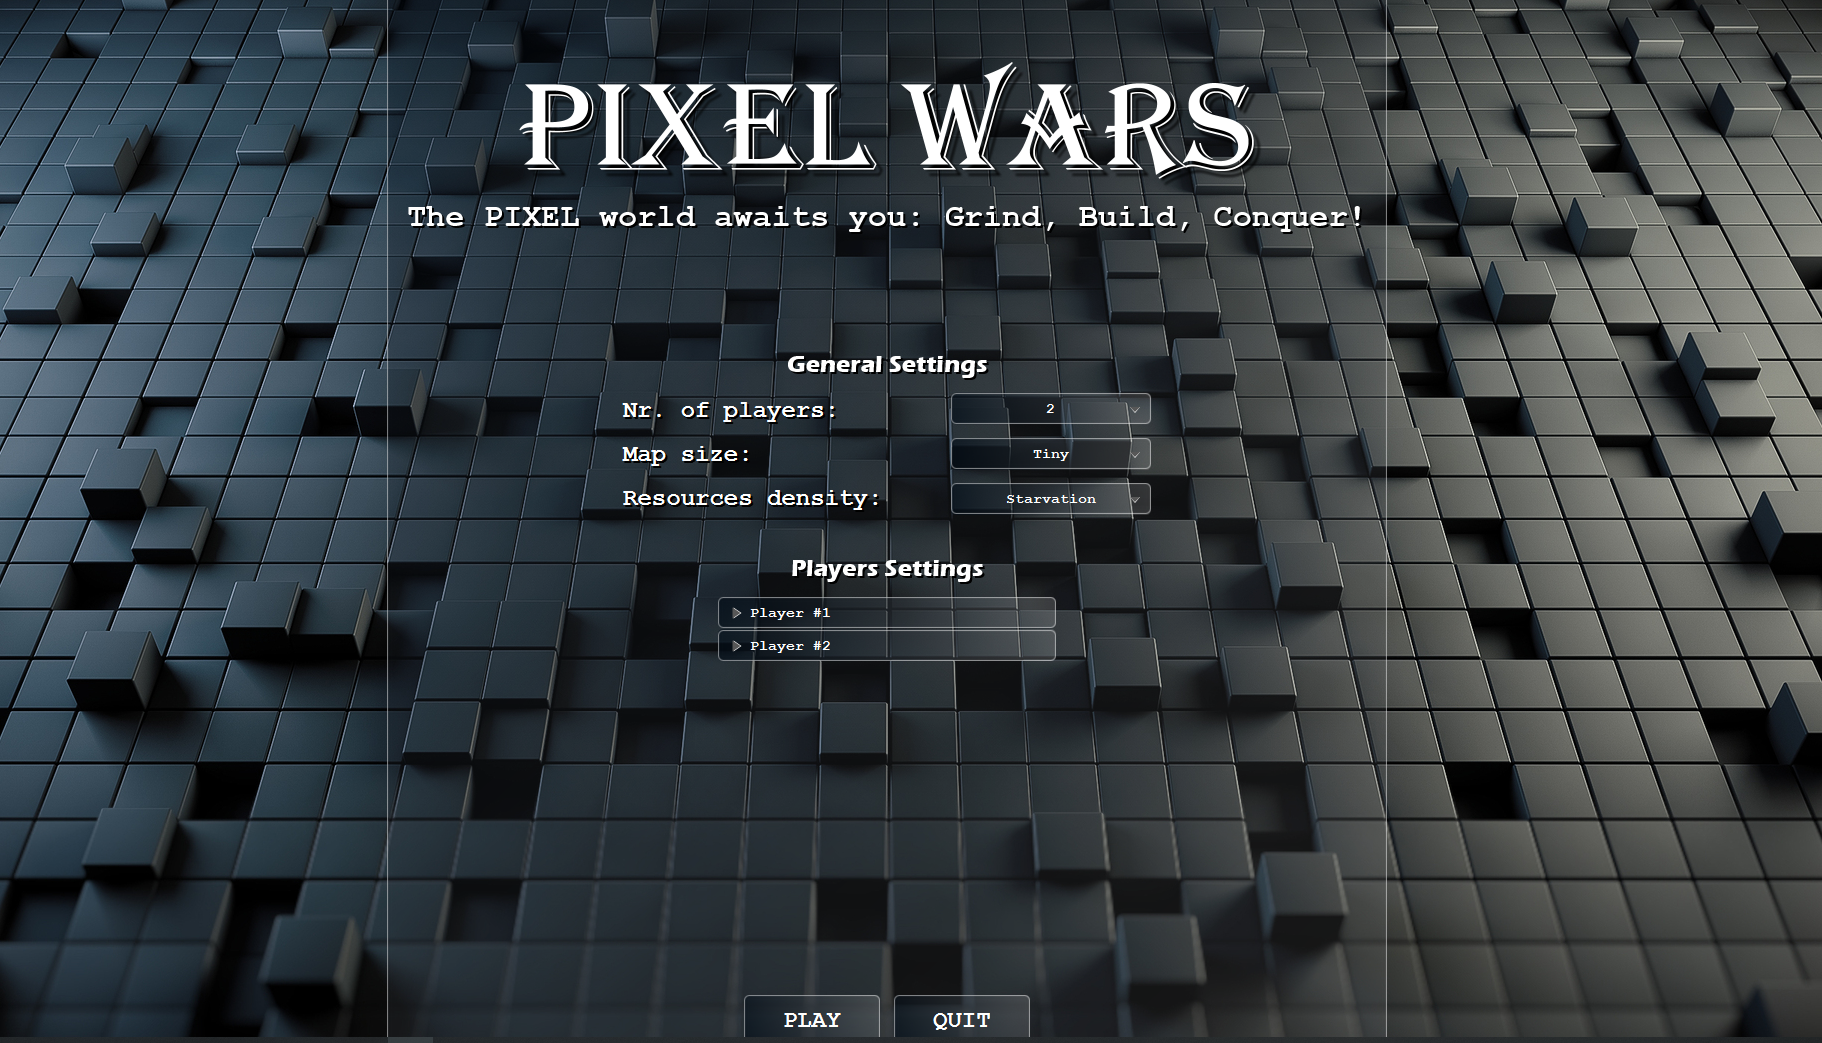 PIXEL WARS
The PIXEL world awaits you: Grind, Build, Conquer!
General Settings
Nr. of players: 2
Map size: Tiny
Resources density: Starvation
Players Settings
Player #1
Player #2
PLAY QUIT